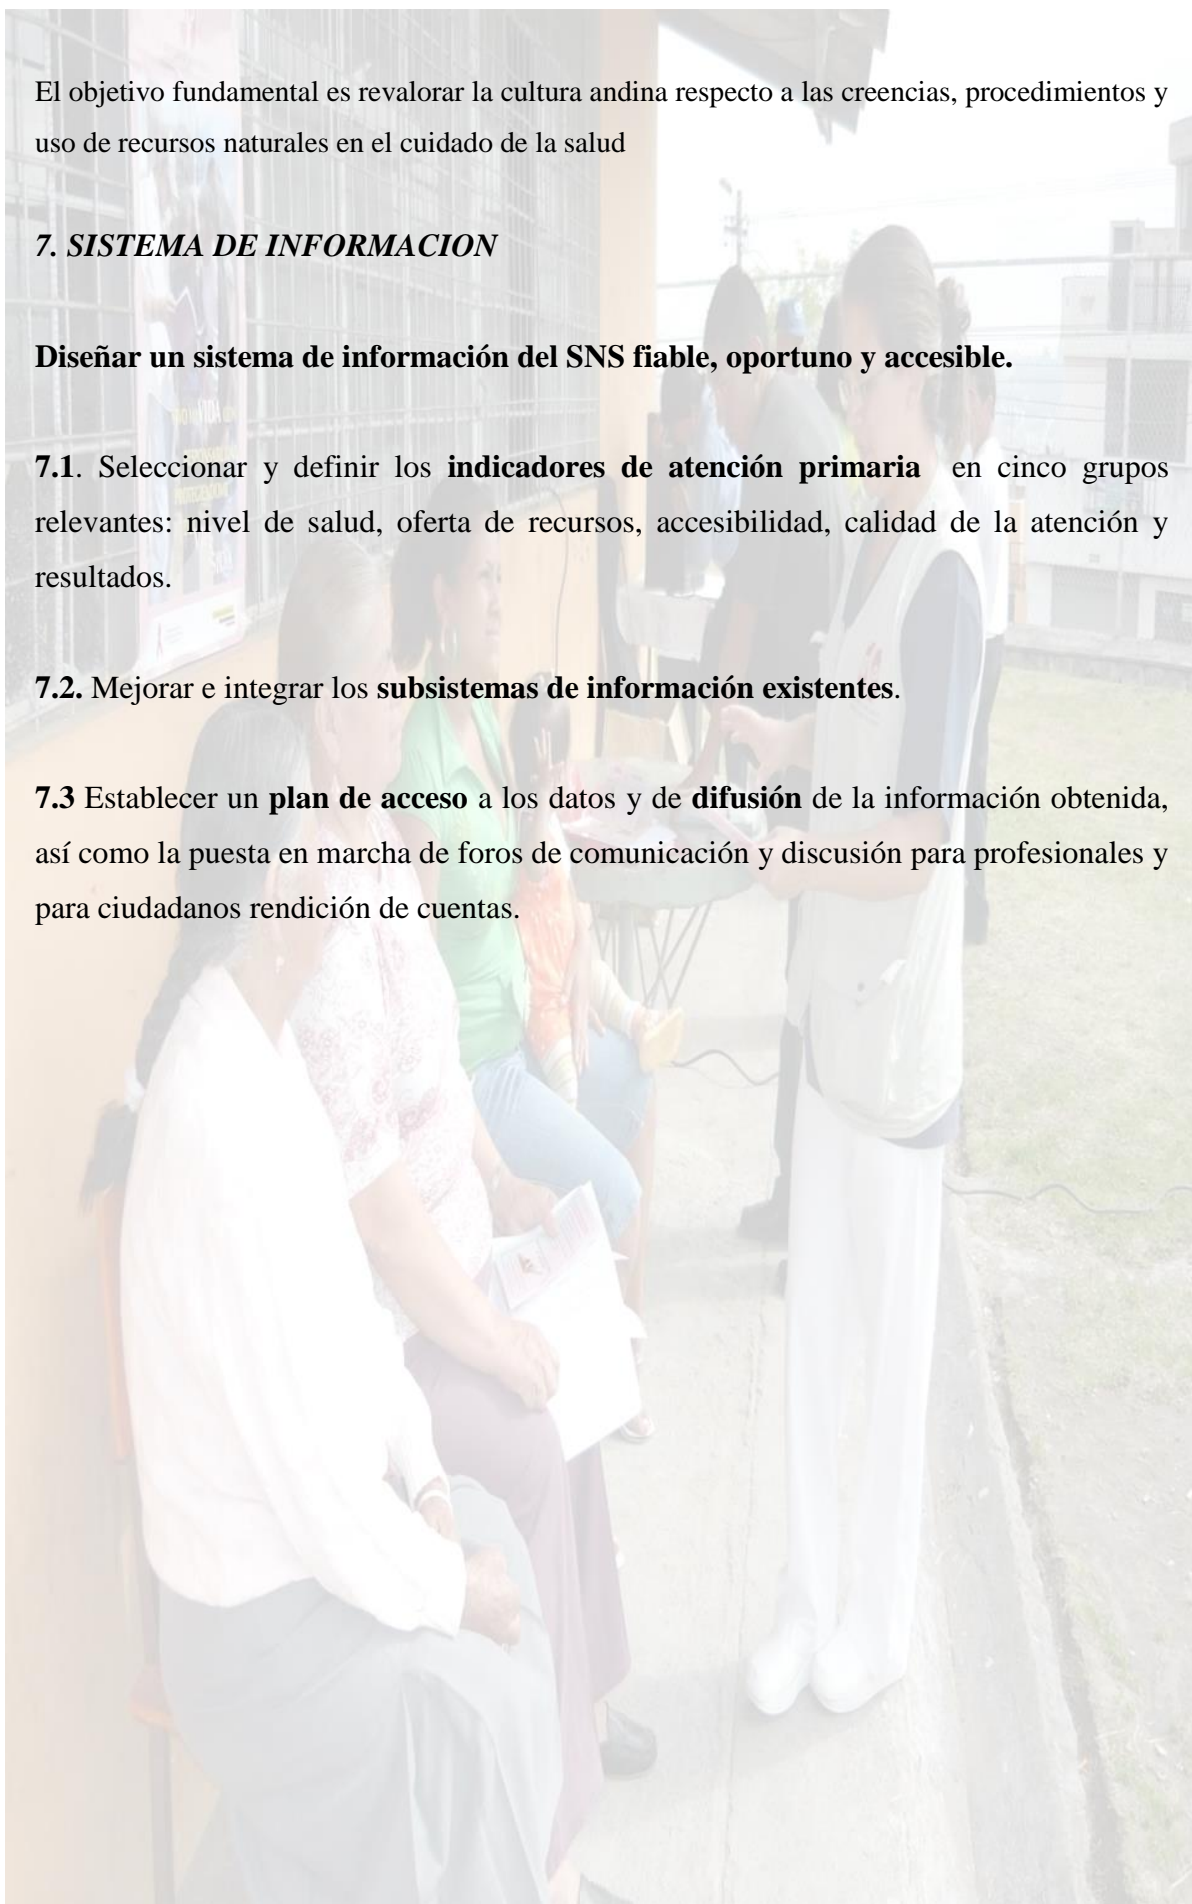 El objetivo fundamental es revalorar la cultura andina respecto a las creencias, procedimientos y
uso de recursos naturales en el cuidado de la salud
7. SISTEMA DE INFORMACION
Diseñar un sistema de información del SNS fiable, oportuno y accesible.
7.1. Seleccionar y definir los indicadores de atención primaria en cinco grupos
relevantes: nivel de salud, oferta de recursos, accesibilidad, calidad de la atención y
resultados.
7.2. Mejorar e integrar los subsistemas de información existentes.
7.3 Establecer un plan de acceso a los datos y de difusión de la información obtenida,
así como la puesta en marcha de foros de comunicación y discusión para profesionales y
para ciudadanos rendición de cuentas.